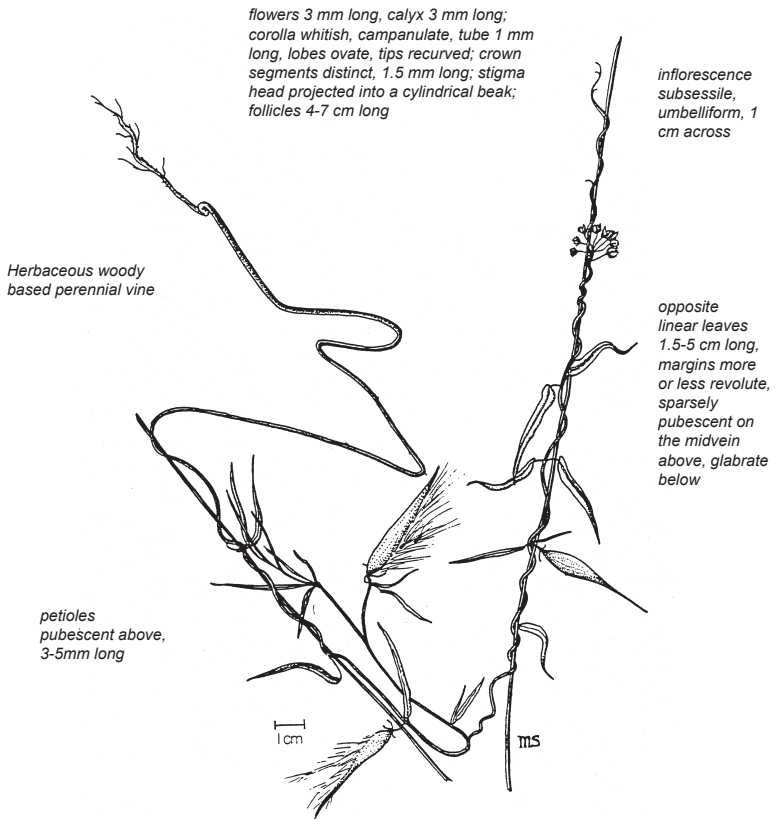 flowers 3 mm long, calyx 3 mm long;
corolla whitish, campanulate, tube 1 mm
long, lobes ovate, tips recurved; crown
segments distinct, 1.5 mm long; stigma
head projected into a cylindrical beak;
follicles 4-7 cm long
inflorescence
subsessile,
umbelliform, 1
cm across
Herbaceous woody
based perennial vine
opposite
linear leaves
1.5-5 cm long,
margins more
or less revolute,
sparsely
pubescent on
the midvein
above, glabrate
below
petioles
pubescent above,
3-5mm long
1cm
ms